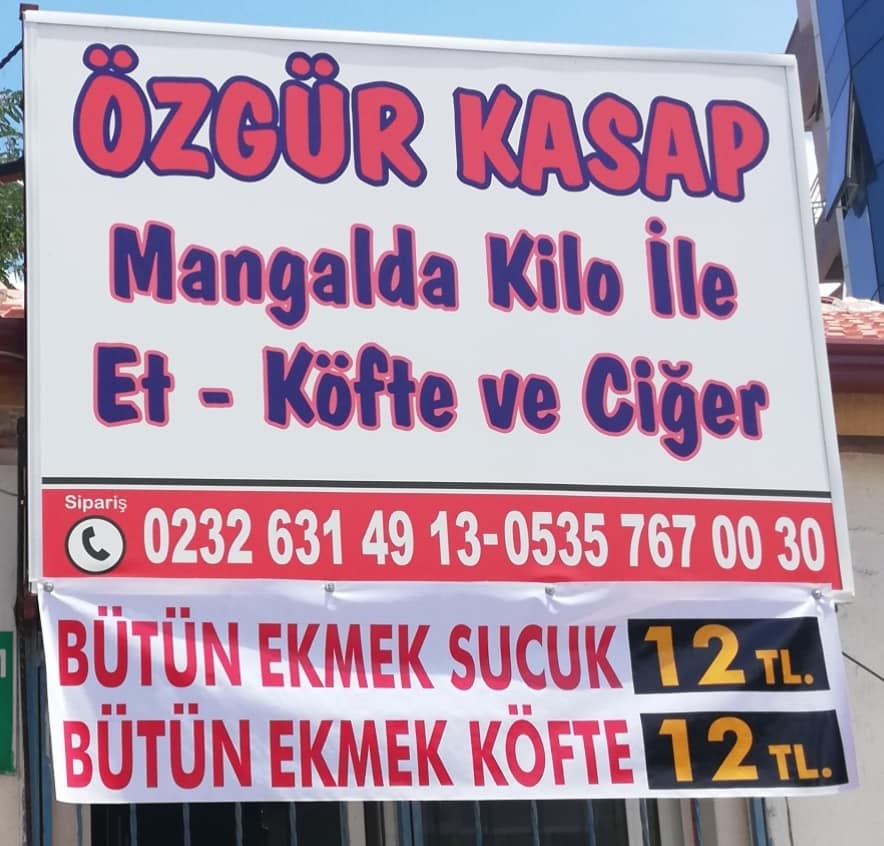 ÖZGÜR KASAP
Mangalda Kilo İle
Et - Köfte ve Ciğer
Sipariş
0232 631 49 13-0535 767 00 30
BÜTÜN EKMEK SUCUK 12 TL.
BÜTÜN EKMEK KÖFTE 12 TL.